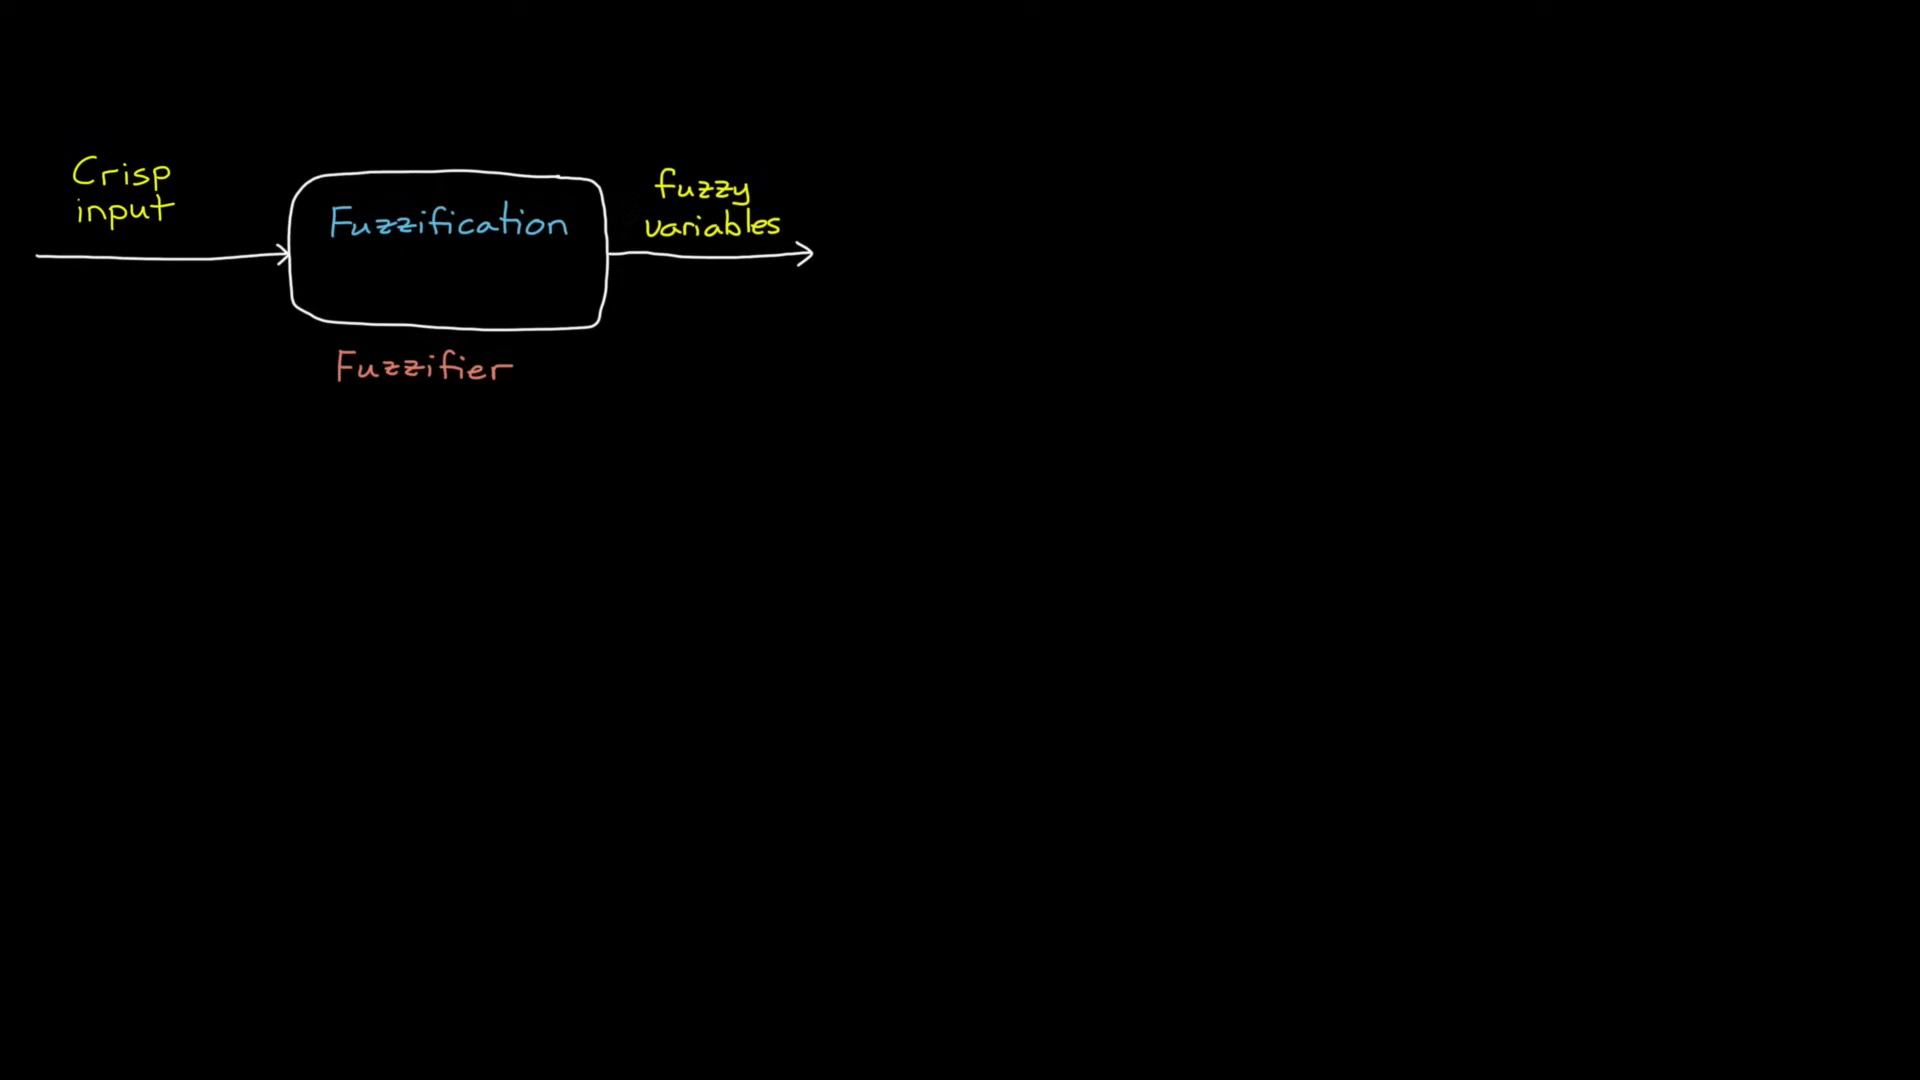 Crisp
input
Fuzzification
fuzzy
variables
Fuzzifier